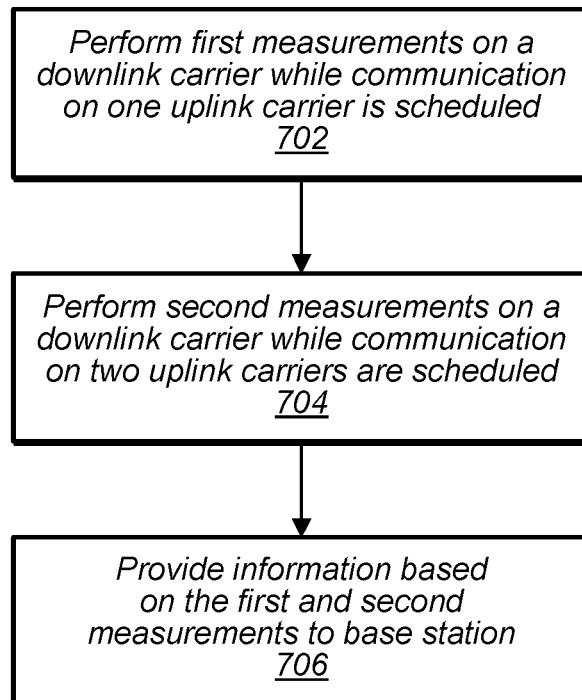 Perform first measurements on a
downlink carrier while communication
on one uplink carrier is scheduled
702
Perform second measurements on a
downlink carrier while communication
on two uplink carriers are scheduled
704
Provide information based
on the first and second
measurements to base station
706